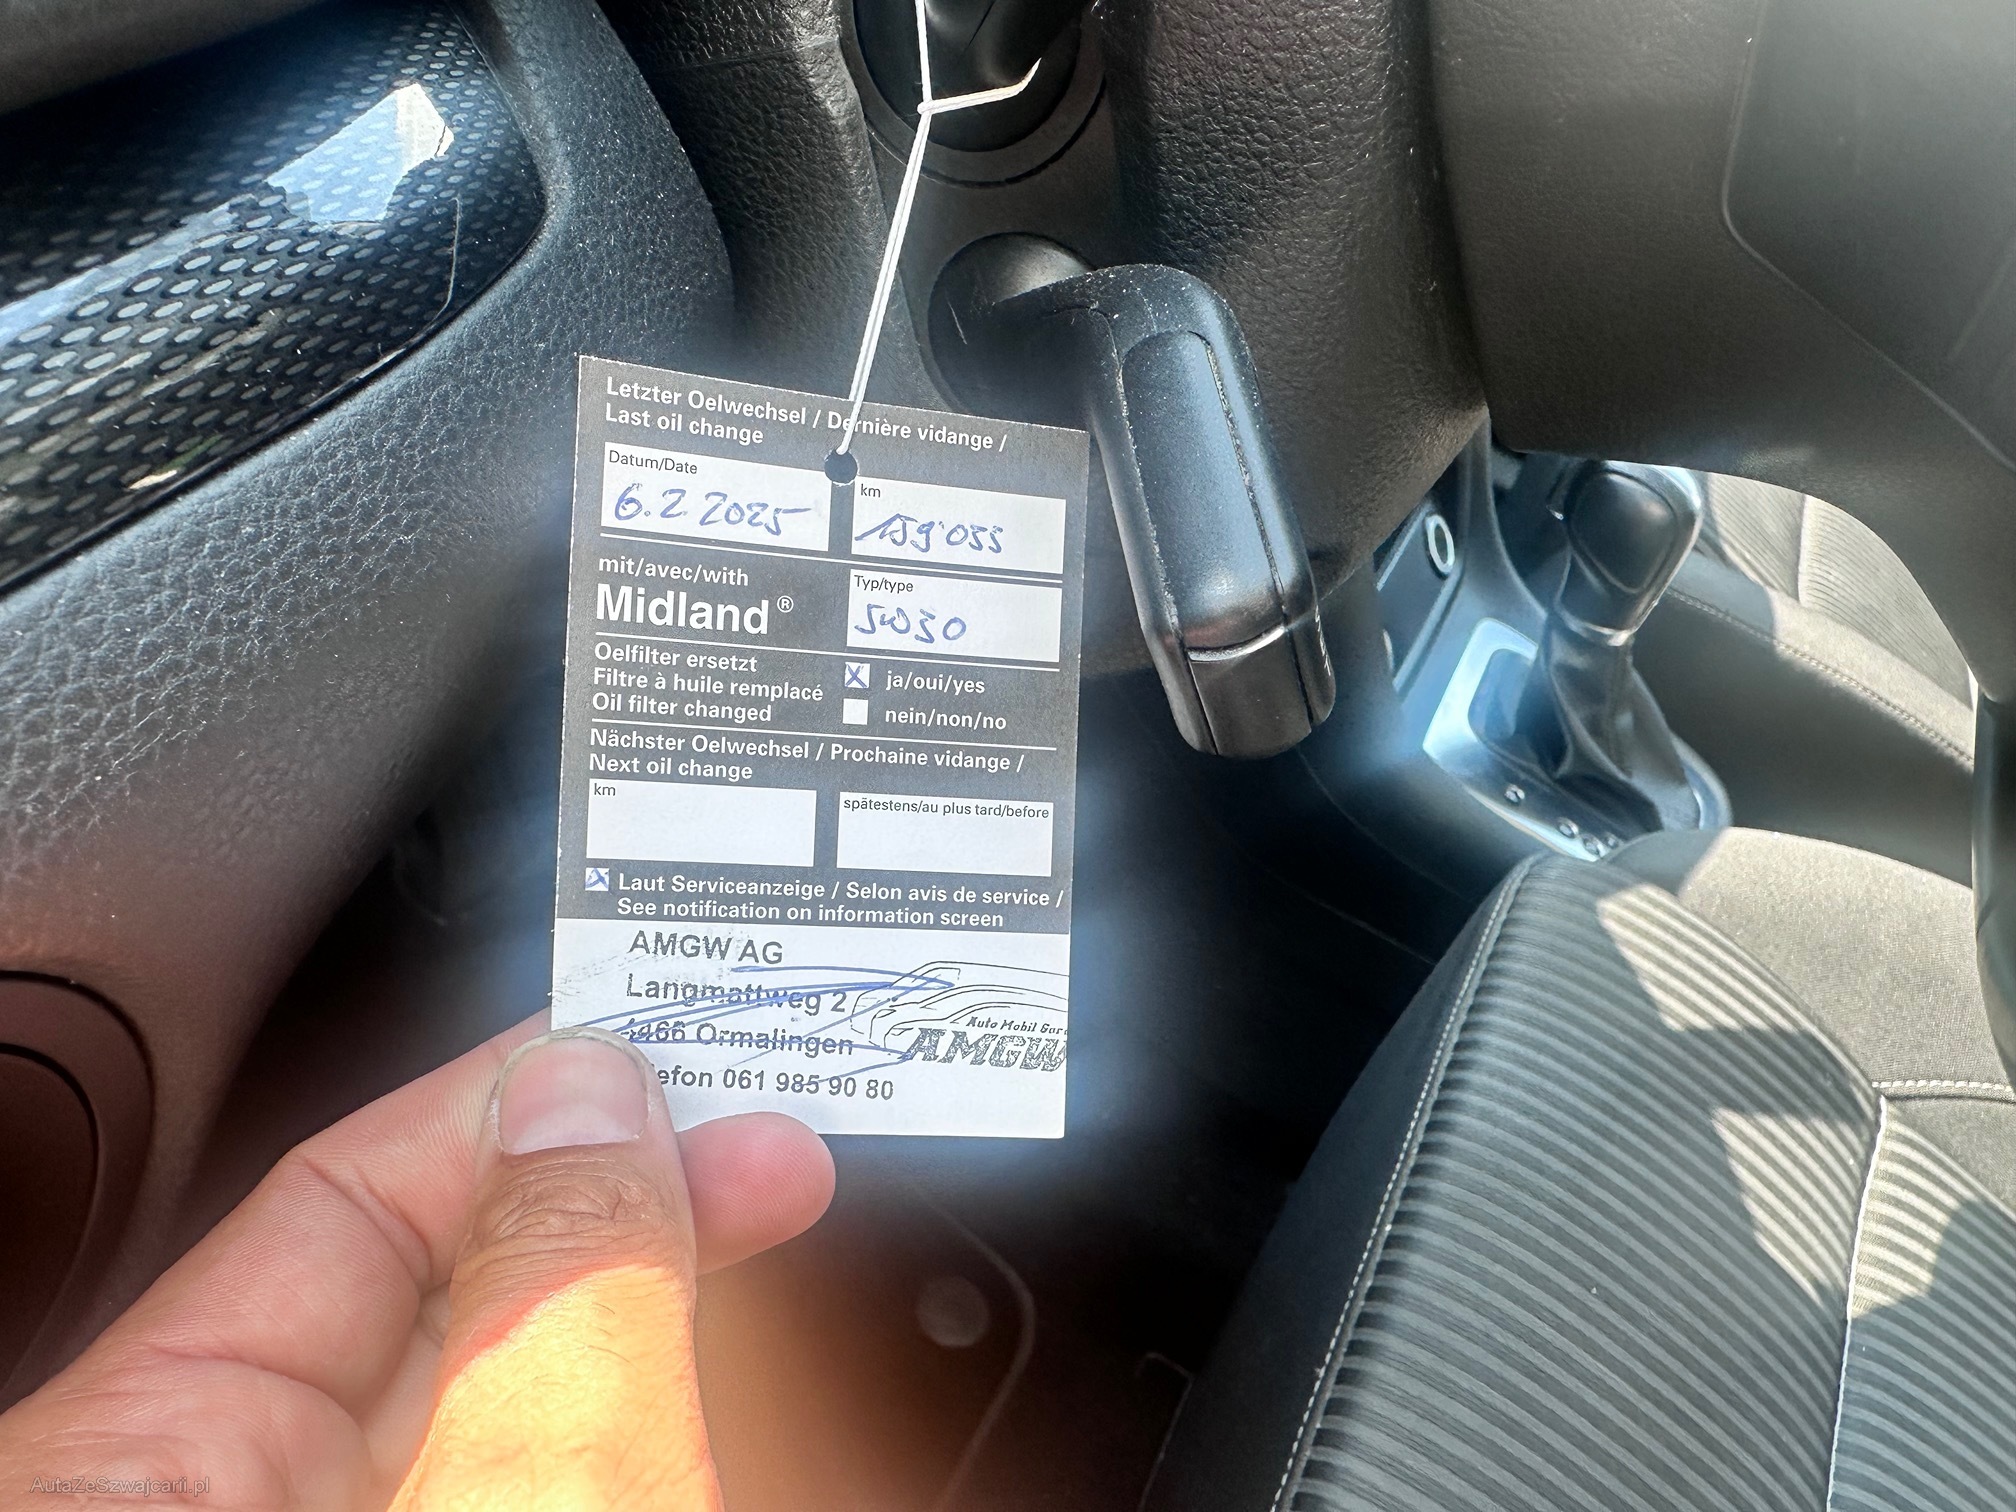 Letzter Oelwechsel / Dernière vidange /
Last oil change
Datum/Date
6.2.2025
km
159'055
mit/avec/with
Midland®
Typ/type
5W30
Oelfilter ersetzt
Filtre à huile remplacé
Oil filter changed
X ja/oui/yes
nein/non/no
Nächster Oelwechsel / Prochaine vidange /
Next oil change
km
spätestens/au plus tard/before
X Laut Serviceanzeige / Selon avis de service /
See notification on information screen
AMGW AG
Langmattweg 2
4466 Ormalingen
efon 061 985 90 80
Auto Mobil Gar
AMGW
AutaZeSzwajcarii.pl